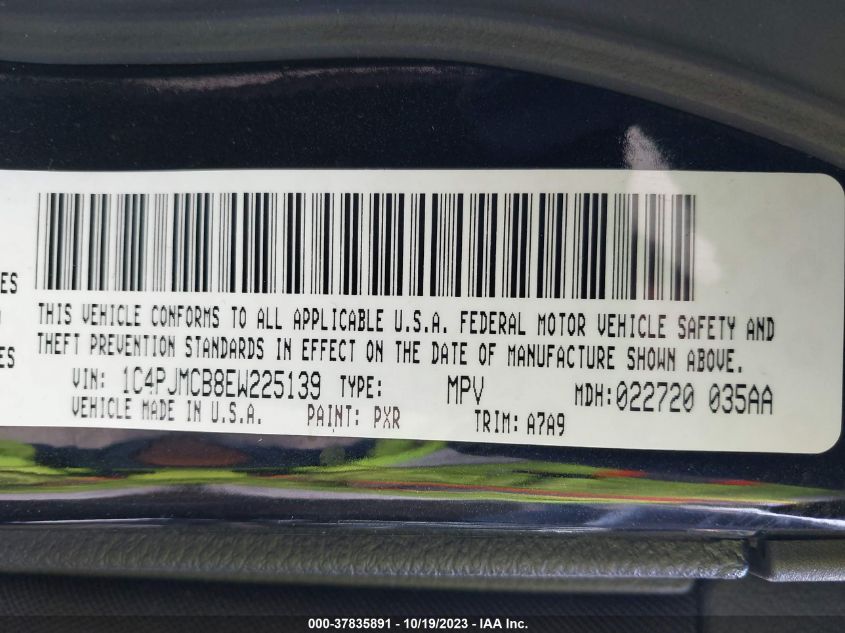 ES
THIS VEHICLE CONFORMS TO ALL APPLICABLE U.S.A. FEDERAL MOTOR VEHICLE SAFETY AND
THEFT PREVENTION STANDARDS IN EFFECT ON THE DATE OF MANUFACTURE SHOWN ABOVE.
ES
VIN: 1C4PJMCB8EW225139 TYPE: MPV MDH:022720 035AA
VEHICLE MADE IN U.S.A. PAINT: PXR TRIM: A7A9
000-37835891 - 10/19/2023 - IAA Inc.